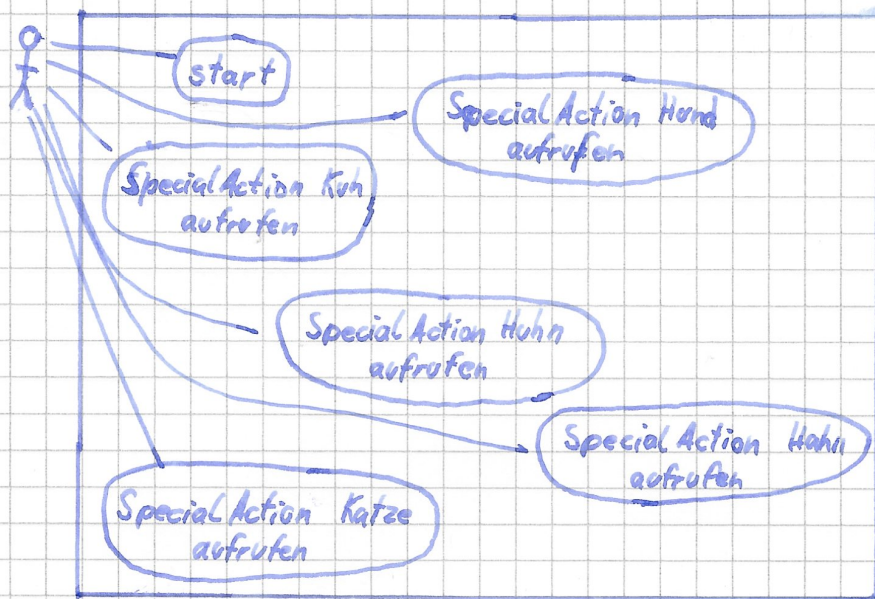 start
Special Action Hund
aufrufen
Special Action Kuh
aufrufen
Special Action Huhn
aufrufen
Special Action Hahn
aufrufen
Special Action Katze
aufrufen